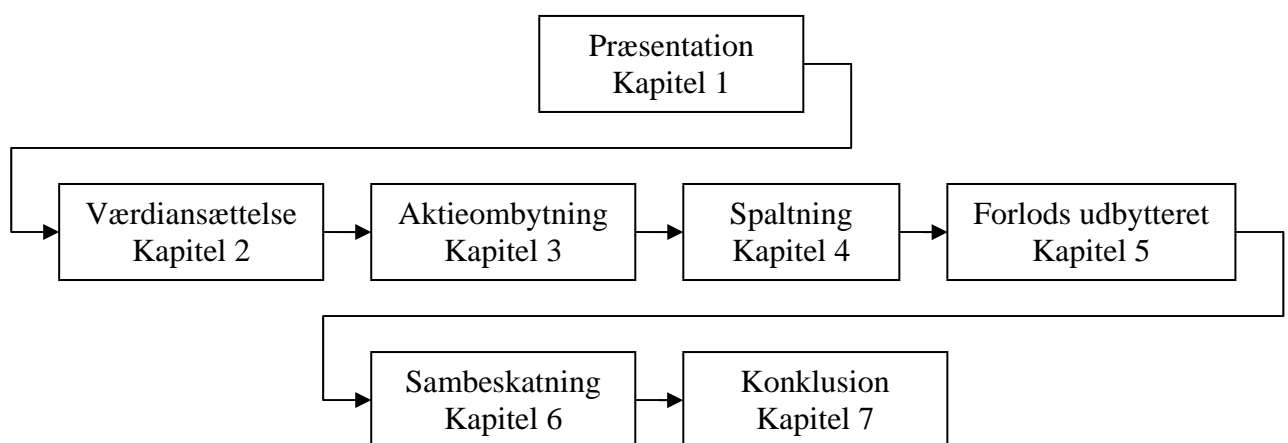 Præsentation
Kapitel 1
Værdiansættelse
Kapitel 2
Aktieombytning
Kapitel 3
Spaltning
Kapitel 4
Forlods udbytteret
Kapitel 5
Sambeskatning
Kapitel 6
Konklusion
Kapitel 7